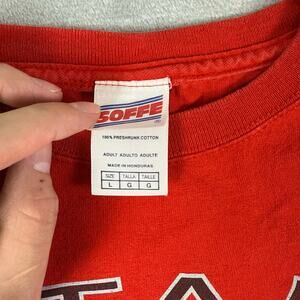 SOFFE
100% PRESHRUNK COTTON
ADULT ADULTO ADULTE
MADE IN HONDURAS
SIZE TALLA TAILLE
L G G